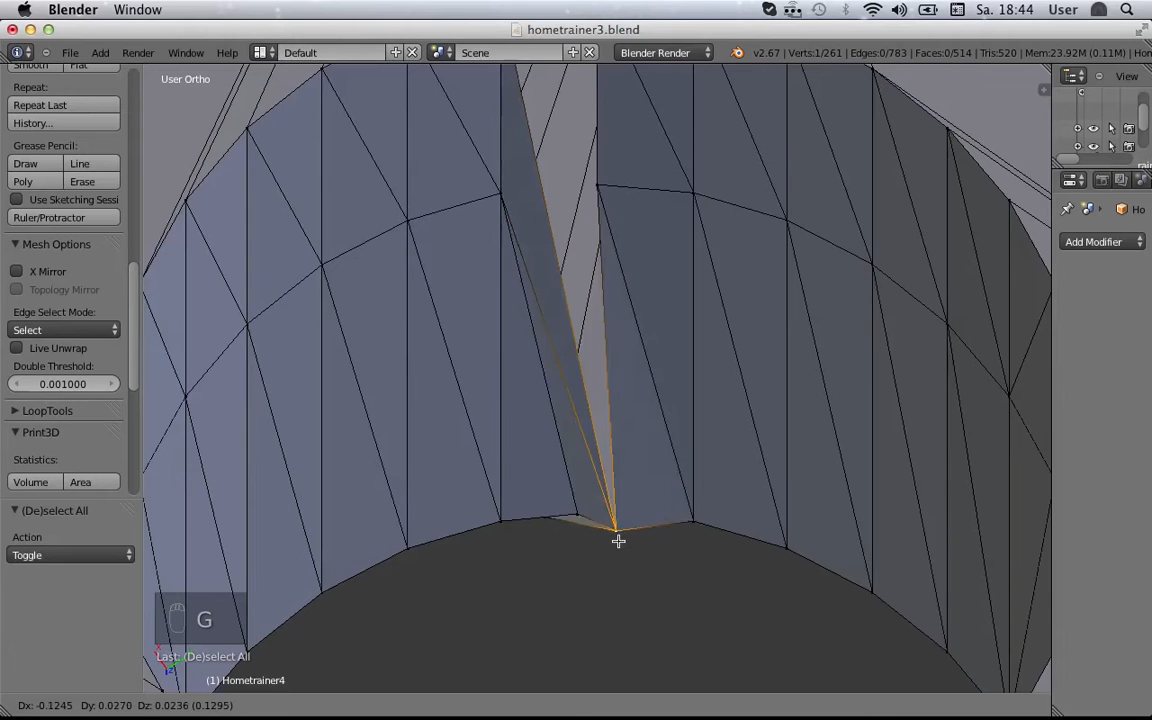 Blender Window Sa. 18:44 User
hometrainer3.blend
File Add Render Window Help Default Scene Blender Render v2.67 | Verts:1/261 | Edges:0/783 | Faces:0/514 | Tris:520 | Mem:23.92M (0.11M) | Hon
Smooth Flat
User Ortho
View
Repeat:
Repeat Last
History...
Grease Pencil:
Draw Line
Poly Erase
Use Sketching Sessi
Ruler/Protractor
Ho
Mesh Options
Add Modifier
X Mirror
Topology Mirror
Edge Select Mode:
Select
Live Unwrap
Double Threshold:
0.001000
LoopTools
Print3D
Statistics:
Volume Area
(De)select All
Action
Toggle
G
Last: (De)select All
(1) Hometrainer4
Dx: -0.1245 Dy: 0.0270 Dz: 0.0236 (0.1295)